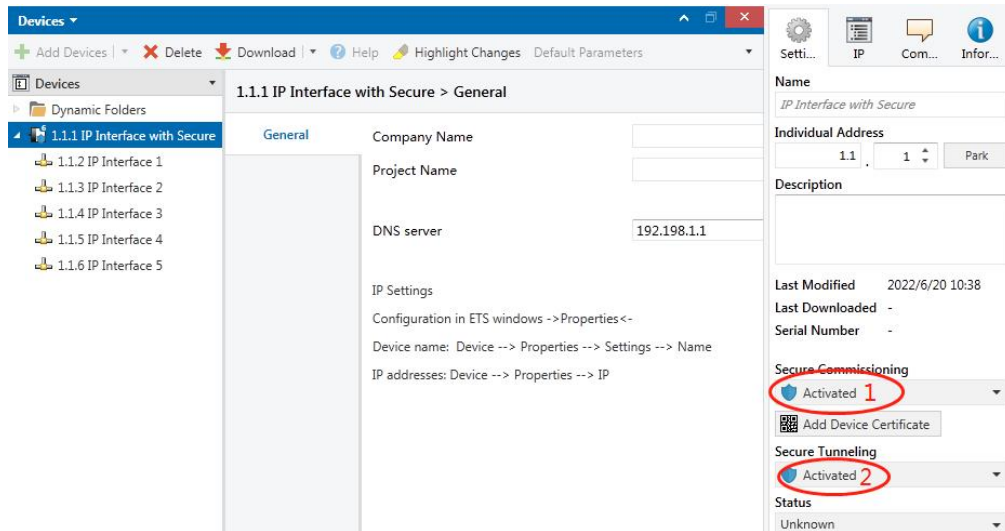 Devices
Add Devices Delete Download Help Highlight Changes Default Parameters
Devices
Dynamic Folders
1.1.1 IP Interface with Secure
1.1.2 IP Interface 1
1.1.3 IP Interface 2
1.1.4 IP Interface 3
1.1.5 IP Interface 4
1.1.6 IP Interface 5
1.1.1 IP Interface with Secure > General
General
Company Name
Project Name
DNS server 192.198.1.1
IP Settings
Configuration in ETS windows ->Properties<-
Device name: Device --> Properties --> Settings --> Name
IP addresses: Device --> Properties --> IP
Setti... IP Com... Infor...
Name
IP Interface with Secure
Individual Address
1.1 . 1 Park
Description
Last Modified 2022/6/20 10:38
Last Downloaded -
Serial Number -
Secure Commissioning
Activated 1
Add Device Certificate
Secure Tunneling
Activated 2
Status
Unknown